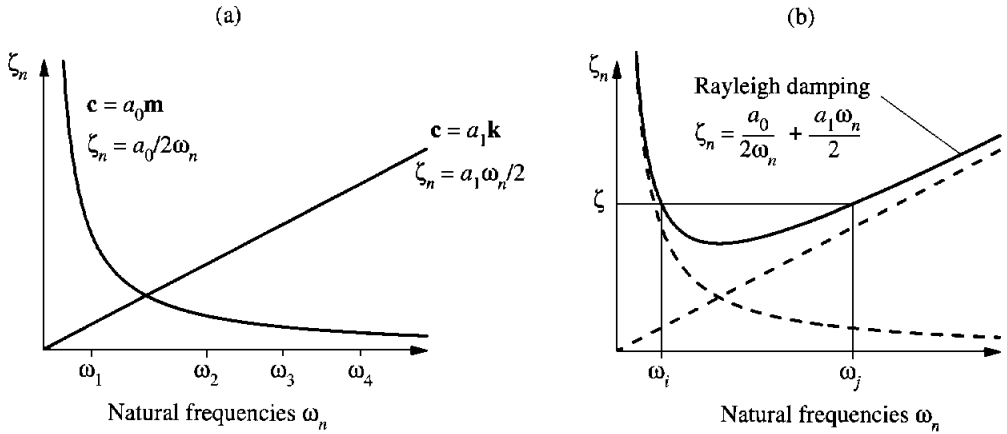 (a)
ζn
c = a0m
ζn = a0/2ωn
c = a1k
ζn = a1ωn/2
ω1 ω2 ω3 ω4
Natural frequencies ωn
(b)
ζn
Rayleigh damping
ζn = a0/2ωn + a1ωn/2
ζ
ωi ωj
Natural frequencies ωn